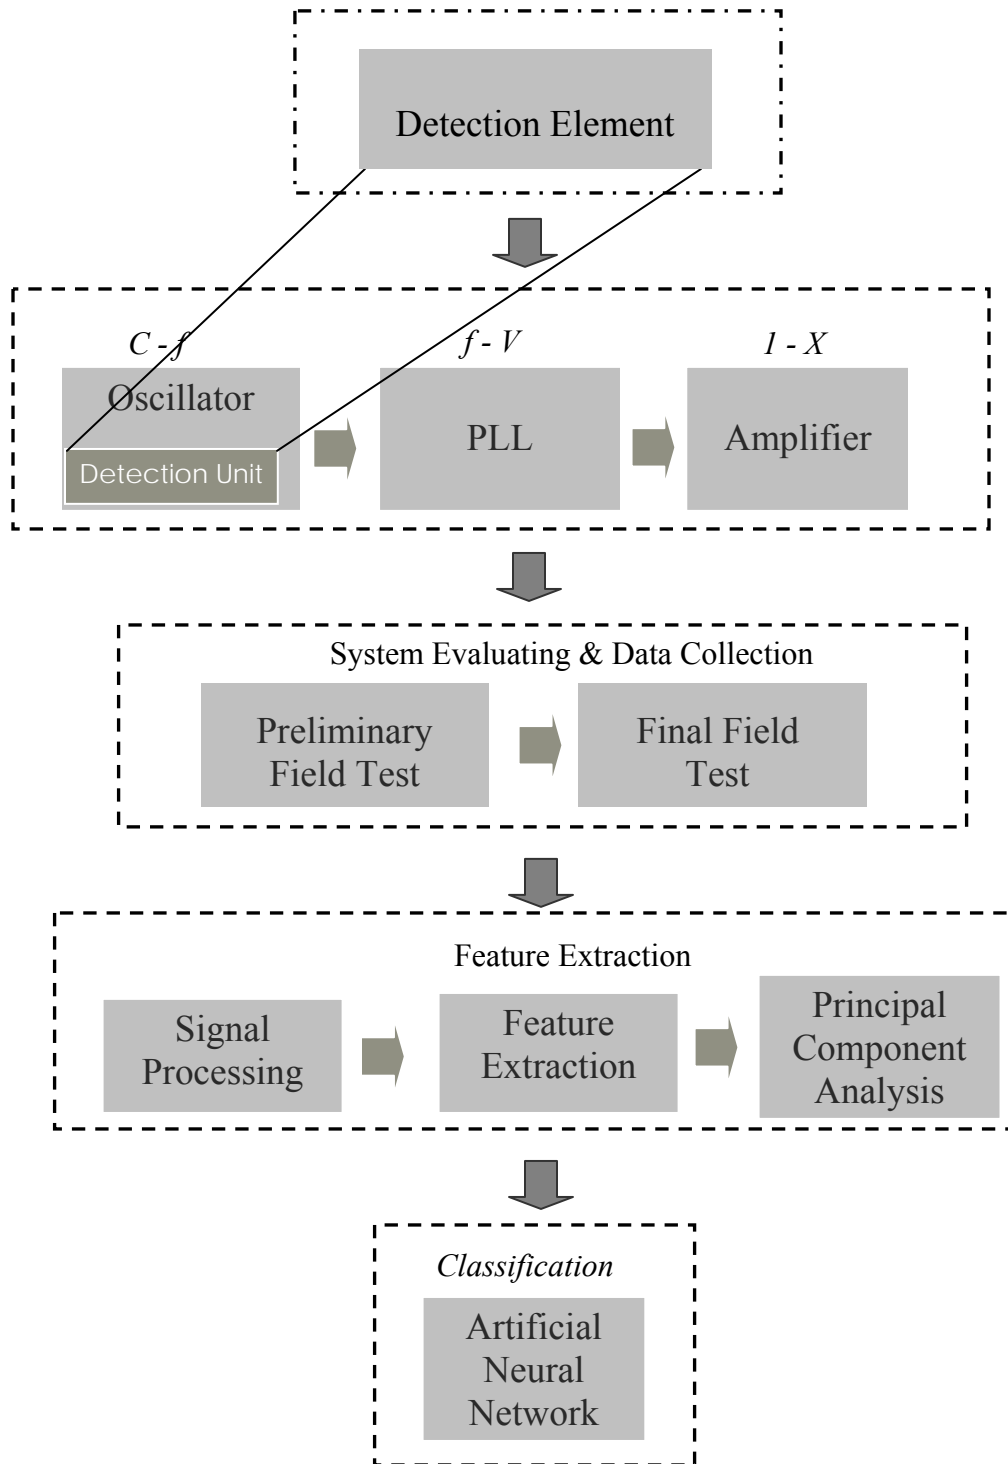 Detection Element
C - f
f - V
1 - X
Oscillator
Detection Unit
PLL
Amplifier
System Evaluating & Data Collection
Preliminary
Field Test
Final Field
Test
Feature Extraction
Signal
Processing
Feature
Extraction
Principal
Component
Analysis
Classification
Artificial
Neural
Network